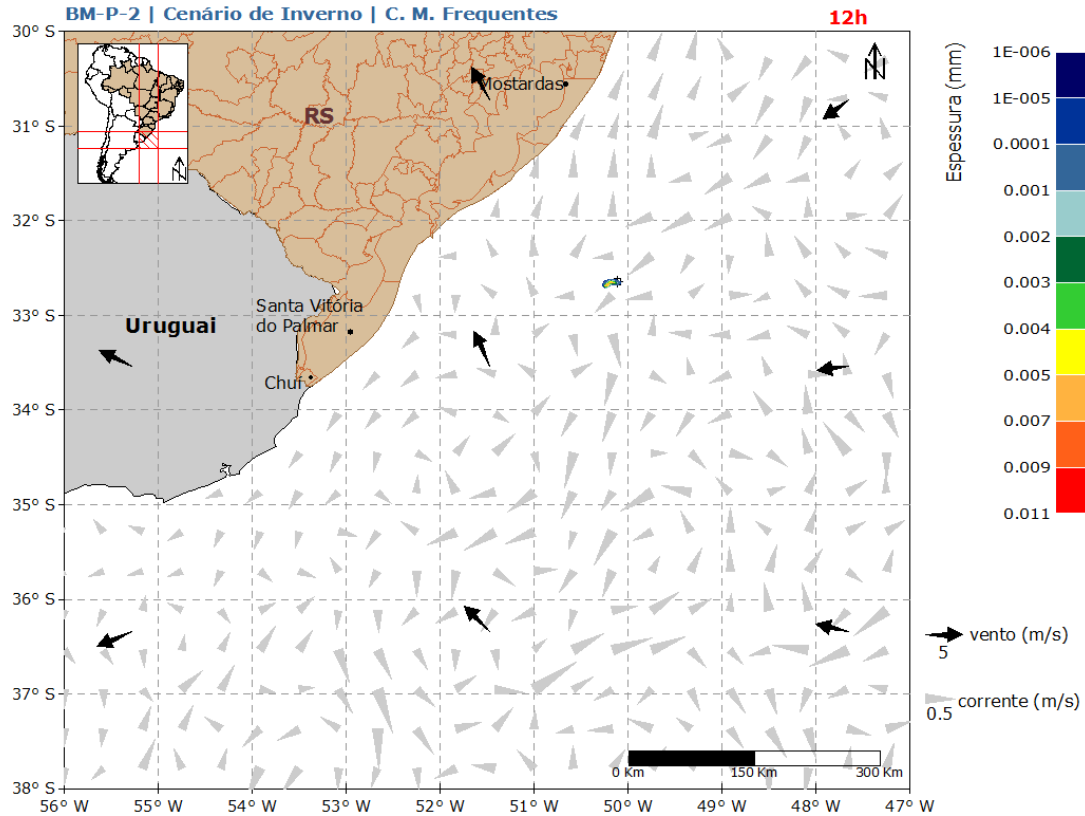 BM-P-2 | Cenário de Inverno | C. M. Frequentes
12h
30° S
31° S
32° S
33° S
34° S
35° S
36° S
37° S
38° S
56° W
55° W
54° W
53° W
52° W
51° W
50° W
49° W
48° W
47° W
N
N
RS
Mostardas
Santa Vitória
do Palmar
Uruguai
Chuí
0 Km
150 Km
300 Km
Espessura (mm)
1E-006
1E-005
0.0001
0.001
0.002
0.003
0.004
0.005
0.007
0.009
0.011
vento (m/s)
5
corrente (m/s)
0.5